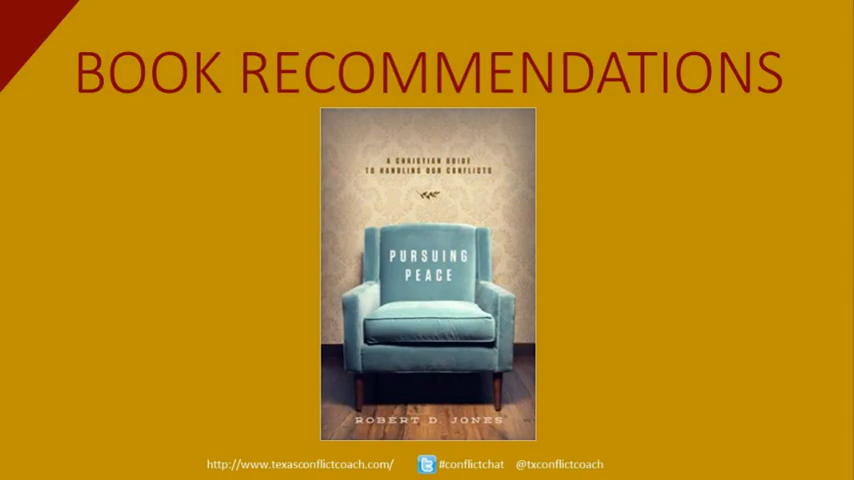 BOOK RECOMMENDATIONS
A CHRISTIAN GUIDE
TO HANDLING OUR CONFLICTS
PURSUING
PEACE
ROBERT D. JONES
http://www.texasconflictcoach.com/ #conflictchat @txconflictcoach